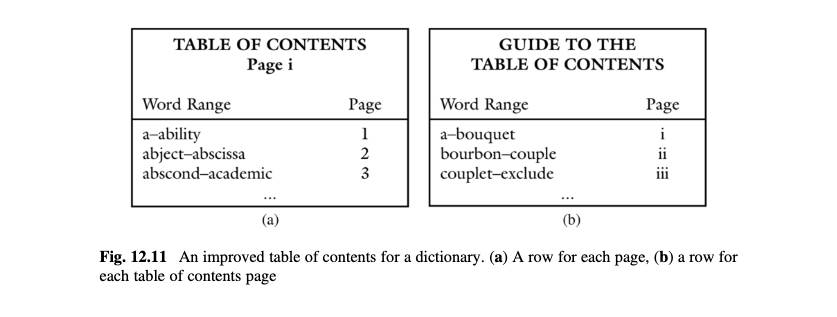 TABLE OF CONTENTS
Page i
Word Range Page
a–ability 1
abject–abscissa 2
abscond–academic 3
...
(a)
GUIDE TO THE
TABLE OF CONTENTS
Word Range Page
a–bouquet i
bourbon–couple ii
couplet–exclude iii
...
(b)
Fig. 12.11 An improved table of contents for a dictionary. (a) A row for each page, (b) a row for
each table of contents page